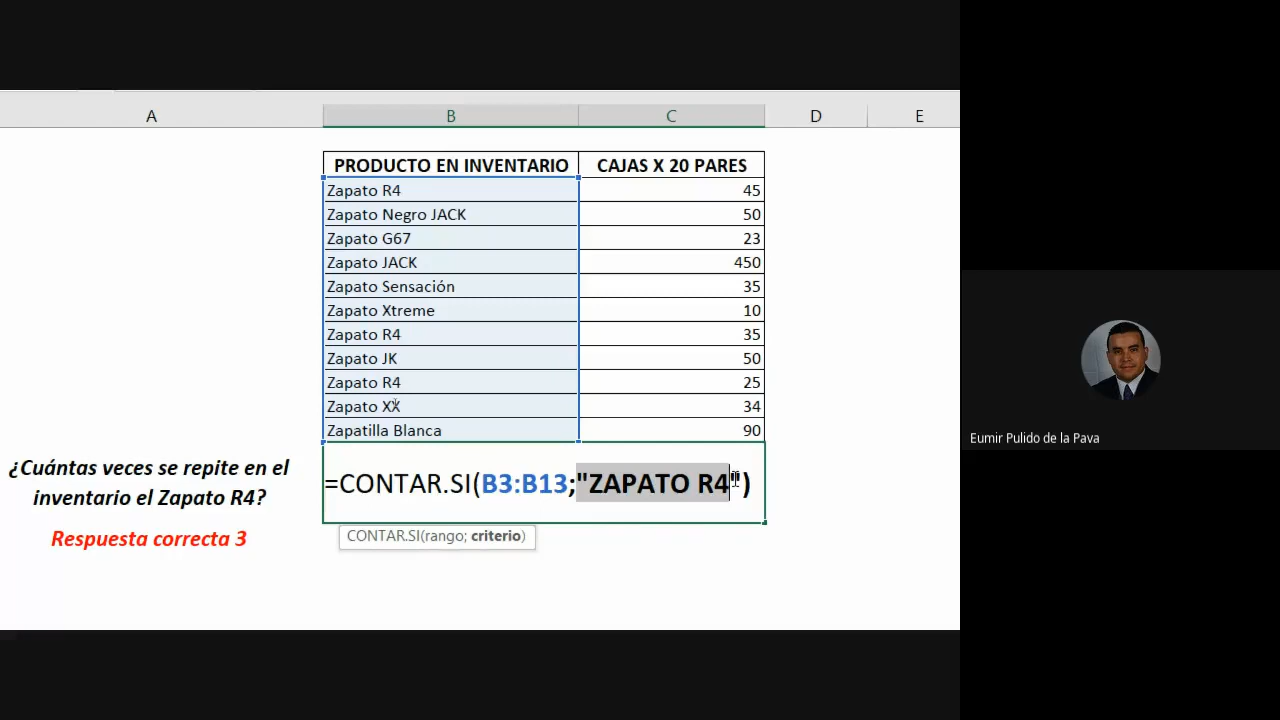 A B C D E
PRODUCTO EN INVENTARIO CAJAS X 20 PARES
Zapato R4 45
Zapato Negro JACK 50
Zapato G67 23
Zapato JACK 450
Zapato Sensación 35
Zapato Xtreme 10
Zapato R4 35
Zapato JK 50
Zapato R4 25
Zapato XX 34
Zapatilla Blanca 90
¿Cuántas veces se repite en el
inventario el Zapato R4?
Respuesta correcta 3
=CONTAR.SI(B3:B13;"ZAPATO R4")
CONTAR.SI(rango; criterio)
Eumir Pulido de la Pava